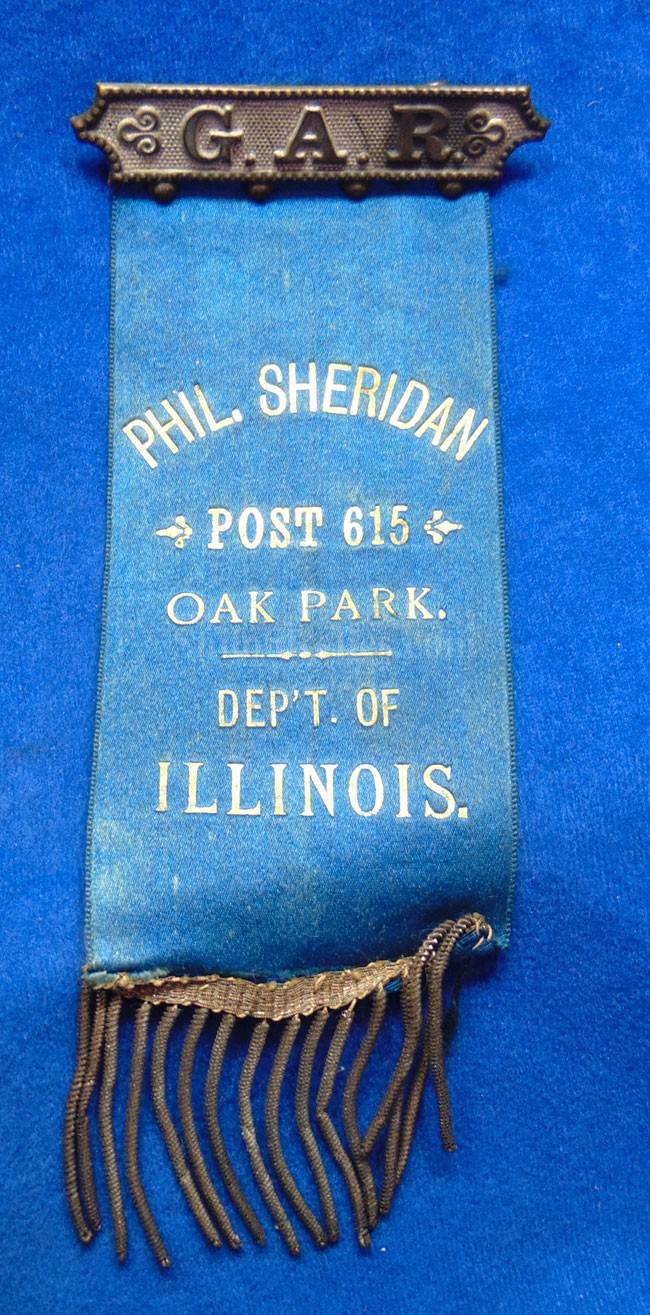 G.A.R.
PHIL. SHERIDAN
POST 615
OAK PARK.
DEP'T. OF
ILLINOIS.